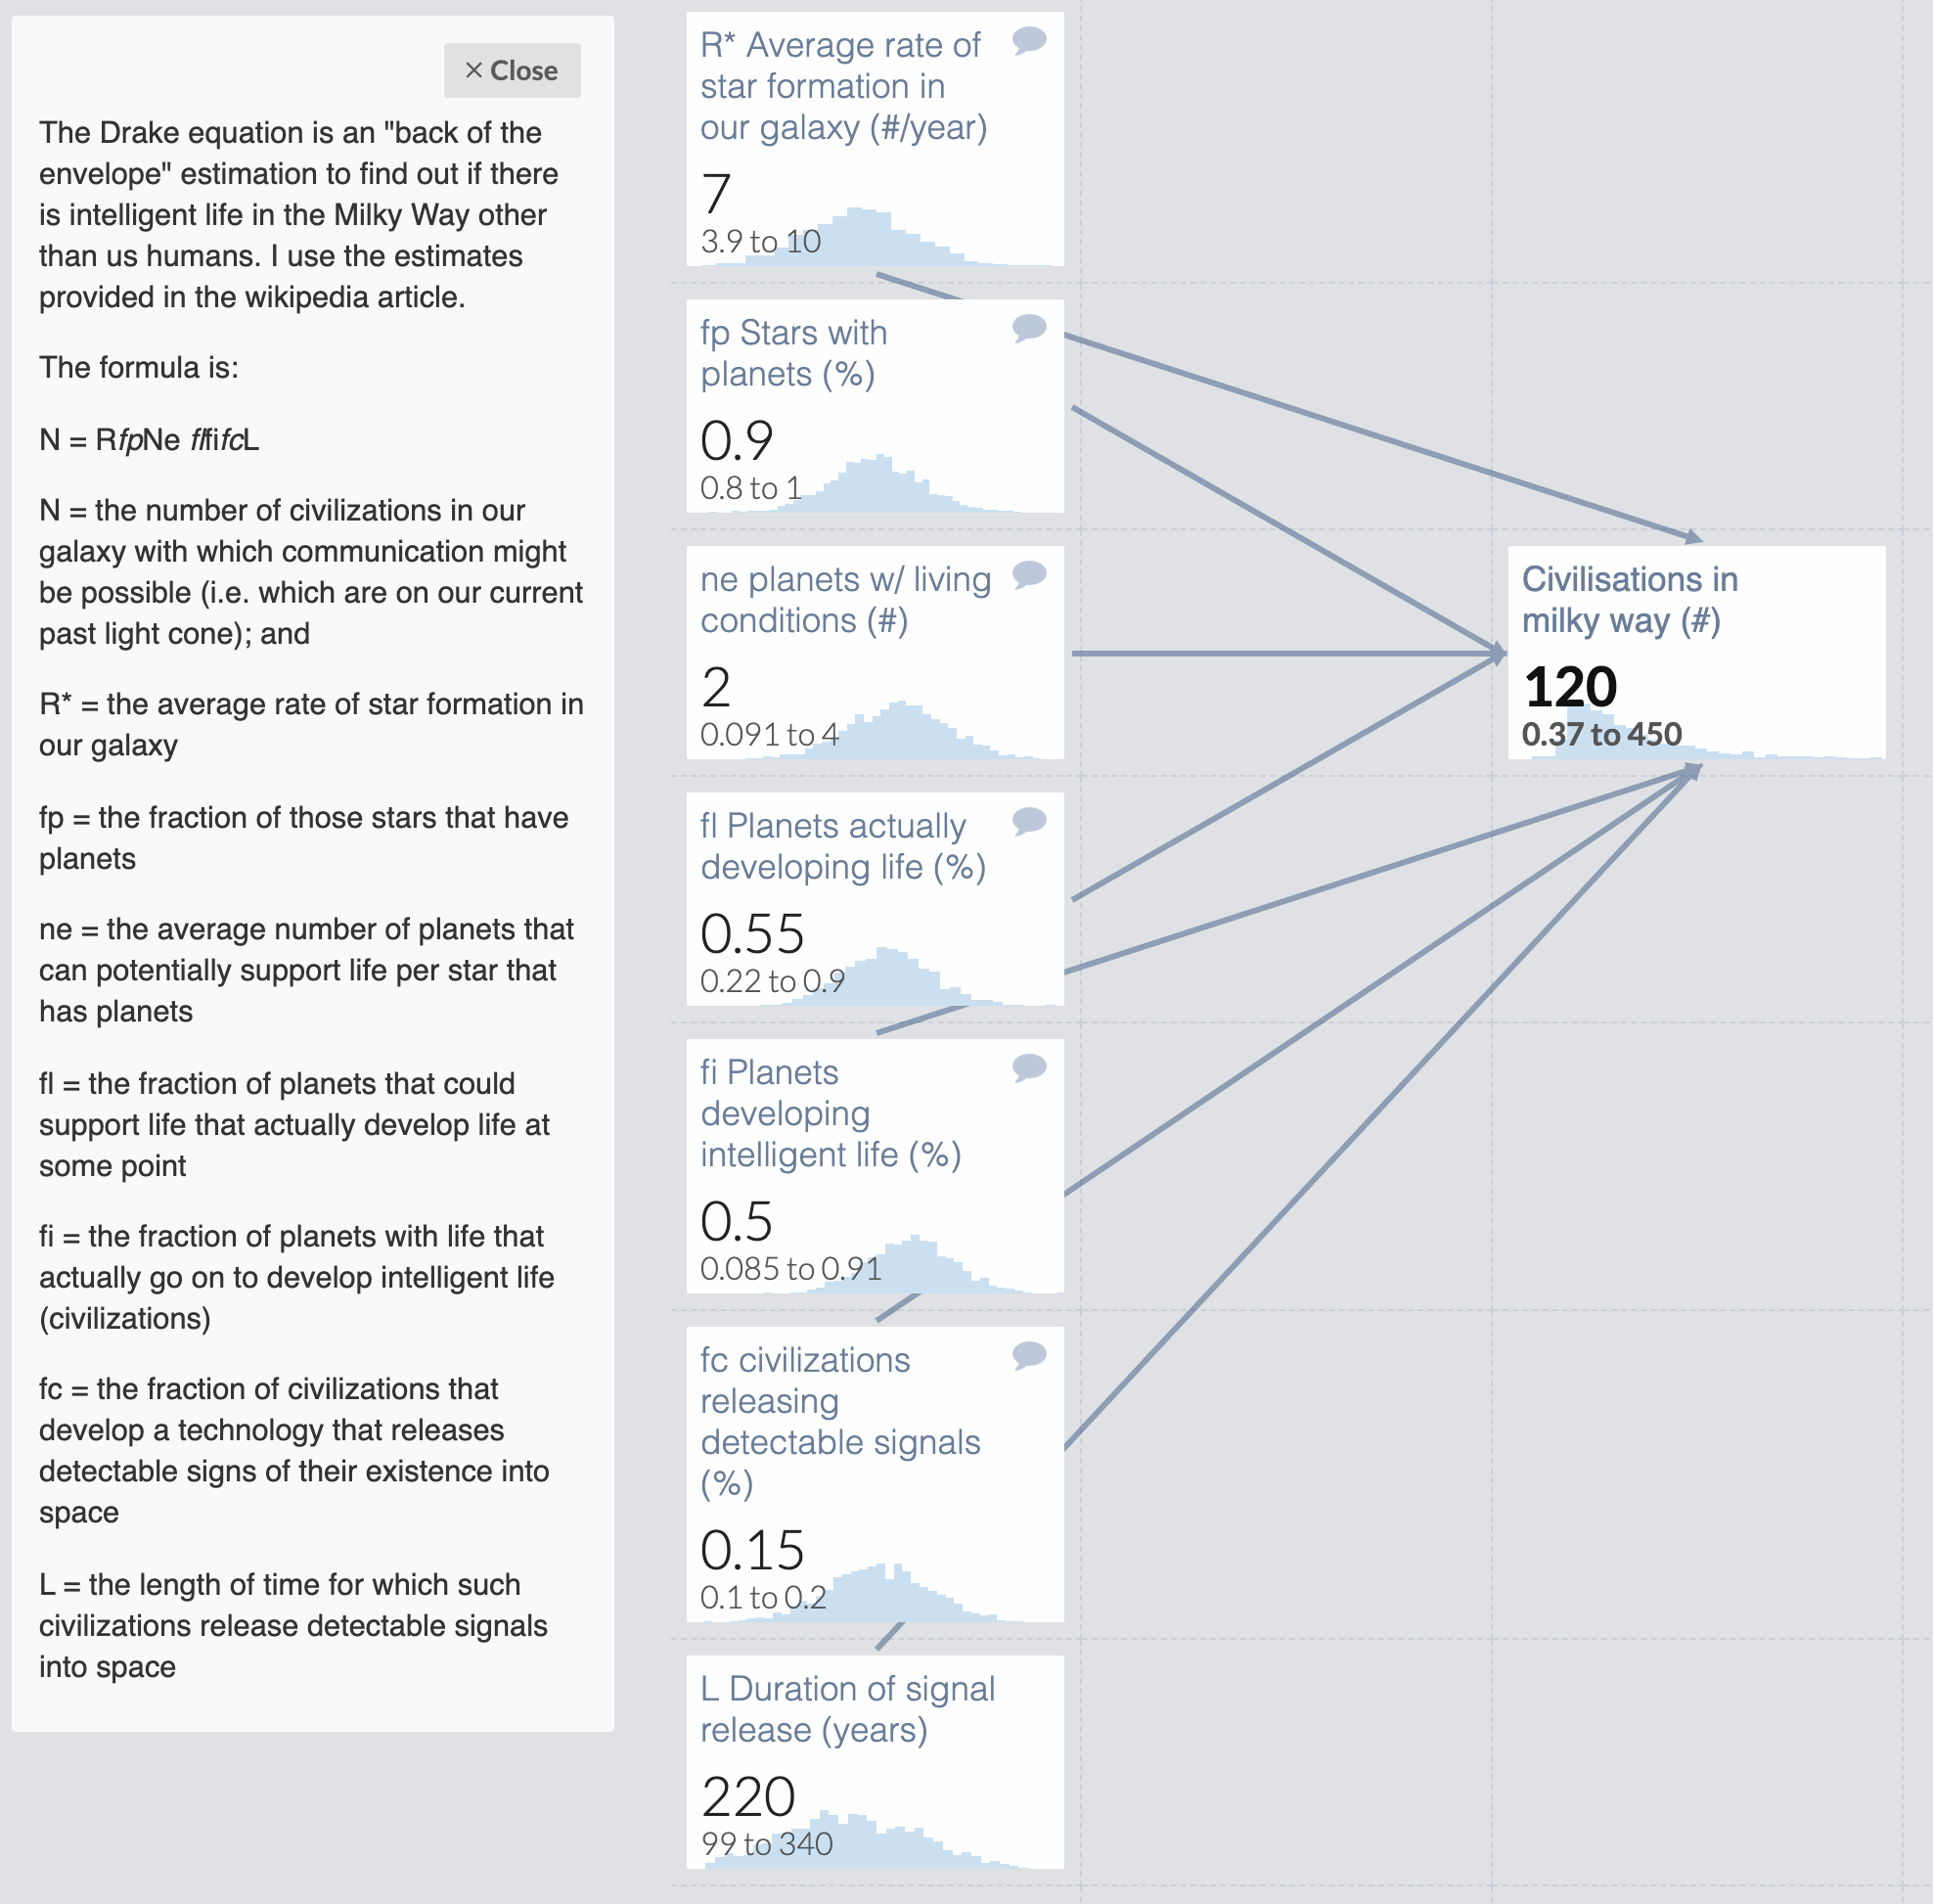 × Close
The Drake equation is an "back of the
envelope" estimation to find out if there
is intelligent life in the Milky Way other
than us humans. I use the estimates
provided in the wikipedia article.
The formula is:
N = RfpNe flfifcL
N = the number of civilizations in our
galaxy with which communication might
be possible (i.e. which are on our current
past light cone); and
R* = the average rate of star formation in
our galaxy
fp = the fraction of those stars that have
planets
ne = the average number of planets that
can potentially support life per star that
has planets
fl = the fraction of planets that could
support life that actually develop life at
some point
fi = the fraction of planets with life that
actually go on to develop intelligent life
(civilizations)
fc = the fraction of civilizations that
develop a technology that releases
detectable signs of their existence into
space
L = the length of time for which such
civilizations release detectable signals
into space
R* Average rate of
star formation in
our galaxy (#/year)
7
3.9 to 10
fp Stars with
planets (%)
0.9
0.8 to 1
ne planets w/ living
conditions (#)
2
0.091 to 4
fl Planets actually
developing life (%)
0.55
0.22 to 0.9
fi Planets
developing
intelligent life (%)
0.5
0.085 to 0.91
fc civilizations
releasing
detectable signals
(%)
0.15
0.1 to 0.2
L Duration of signal
release (years)
220
99 to 340
Civilisations in
milky way (#)
120
0.37 to 450